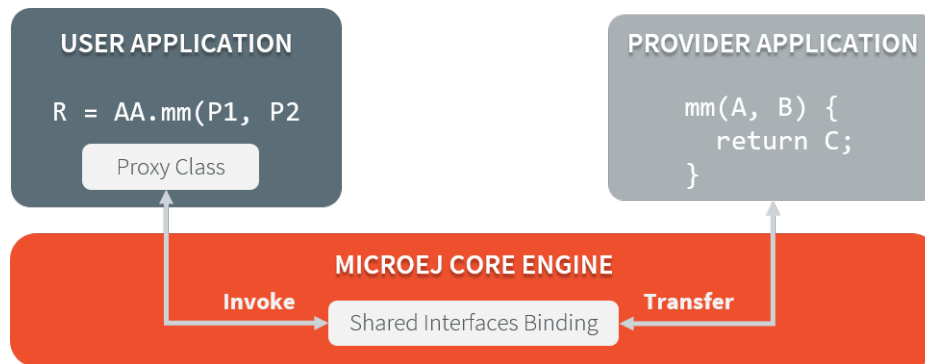 USER APPLICATION
R = AA.mm(P1, P2
Proxy Class
PROVIDER APPLICATION
mm(A, B) {
return C;
}
MICROEJ CORE ENGINE
Invoke
Shared Interfaces Binding
Transfer